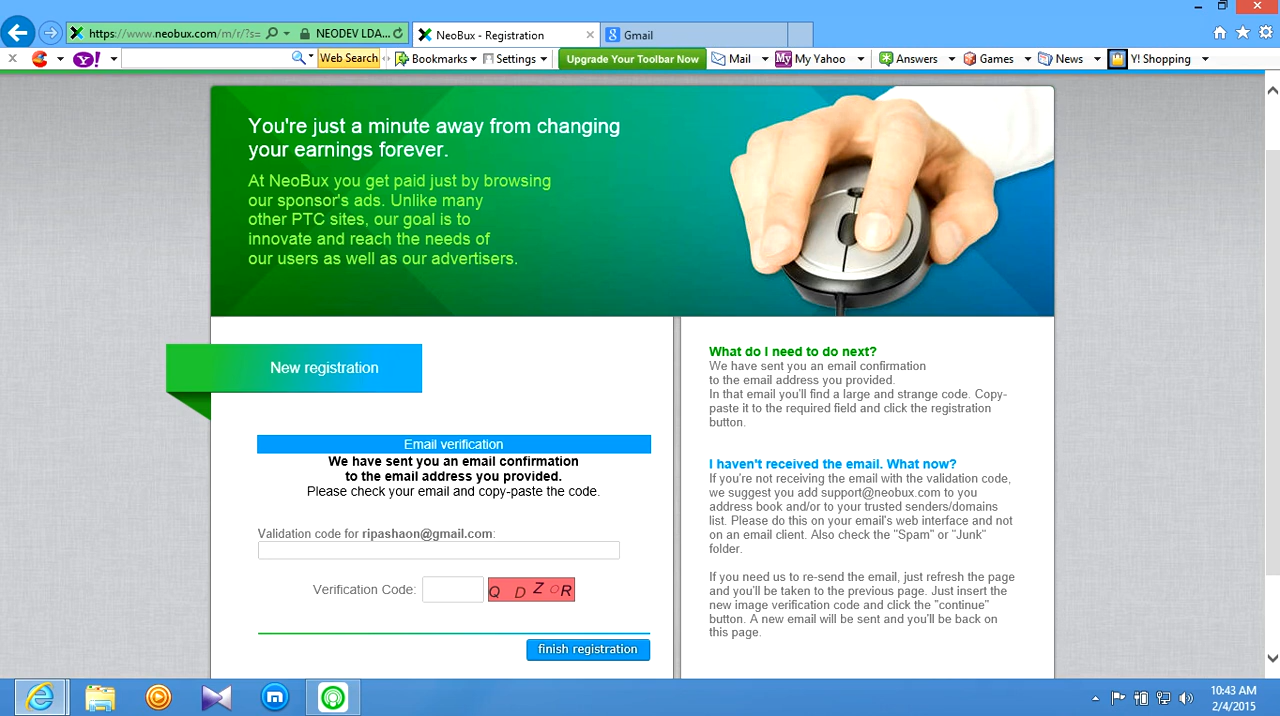 https://www.neobux.com/m/r/?s=
NEODEV LDA...
NeoBux - Registration
Gmail
Web Search
Bookmarks
Settings
Upgrade Your Toolbar Now
Mail
My Yahoo
Answers
Games
News
Y! Shopping
You're just a minute away from changing
your earnings forever.
At NeoBux you get paid just by browsing
our sponsor's ads. Unlike many
other PTC sites, our goal is to
innovate and reach the needs of
our users as well as our advertisers.
New registration
Email verification
We have sent you an email confirmation
to the email address you provided.
Please check your email and copy-paste the code.
Validation code for ripashaon@gmail.com:
Verification Code:
Q D Z O R
finish registration
What do I need to do next?
We have sent you an email confirmation
to the email address you provided.
In that email you'll find a large and strange code. Copy-
paste it to the required field and click the registration
button.
I haven't received the email. What now?
If you're not receiving the email with the validation code,
we suggest you add support@neobux.com to you
address book and/or to your trusted senders/domains
list. Please do this on your email's web interface and not
on an email client. Also check the "Spam" or "Junk"
folder.
If you need us to re-send the email, just refresh the page
and you'll be taken to the previous page. Just insert the
new image verification code and click the "continue"
button. A new email will be sent and you'll be back on
this page.
10:43 AM
2/4/2015